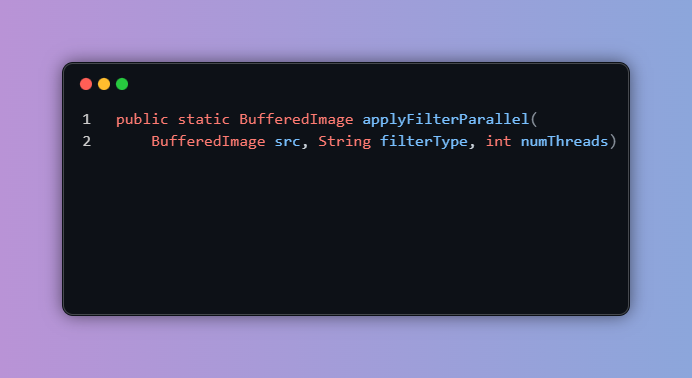 1 public static BufferedImage applyFilterParallel(
2     BufferedImage src, String filterType, int numThreads)